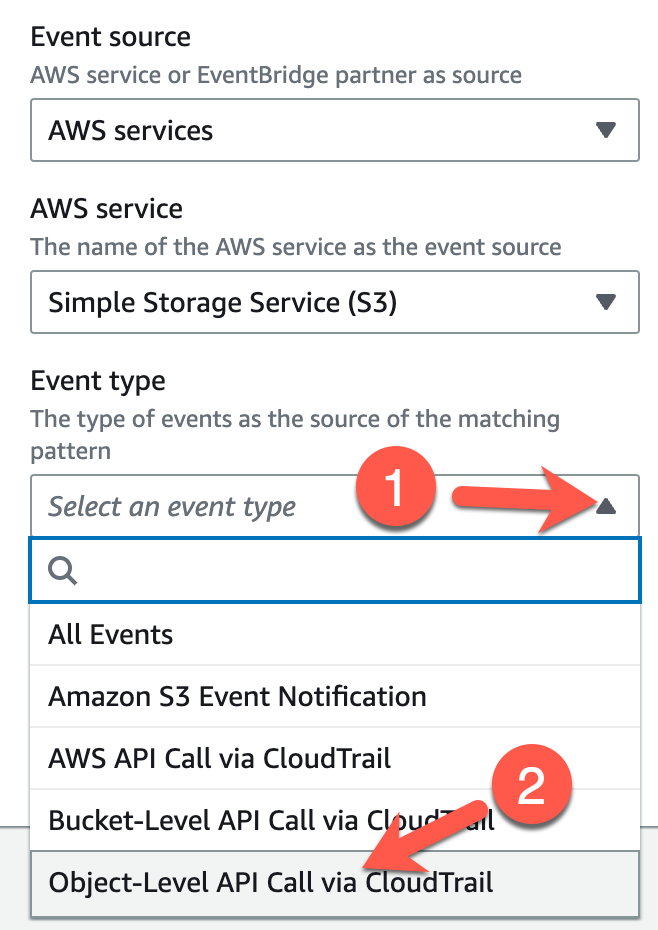 Event source
AWS service or EventBridge partner as source
AWS services
AWS service
The name of the AWS service as the event source
Simple Storage Service (S3)
Event type
The type of events as the source of the matching
pattern
Select an event type
1
All Events
Amazon S3 Event Notification
AWS API Call via CloudTrail
2
Bucket-Level API Call via CloudTrail
Object-Level API Call via CloudTrail